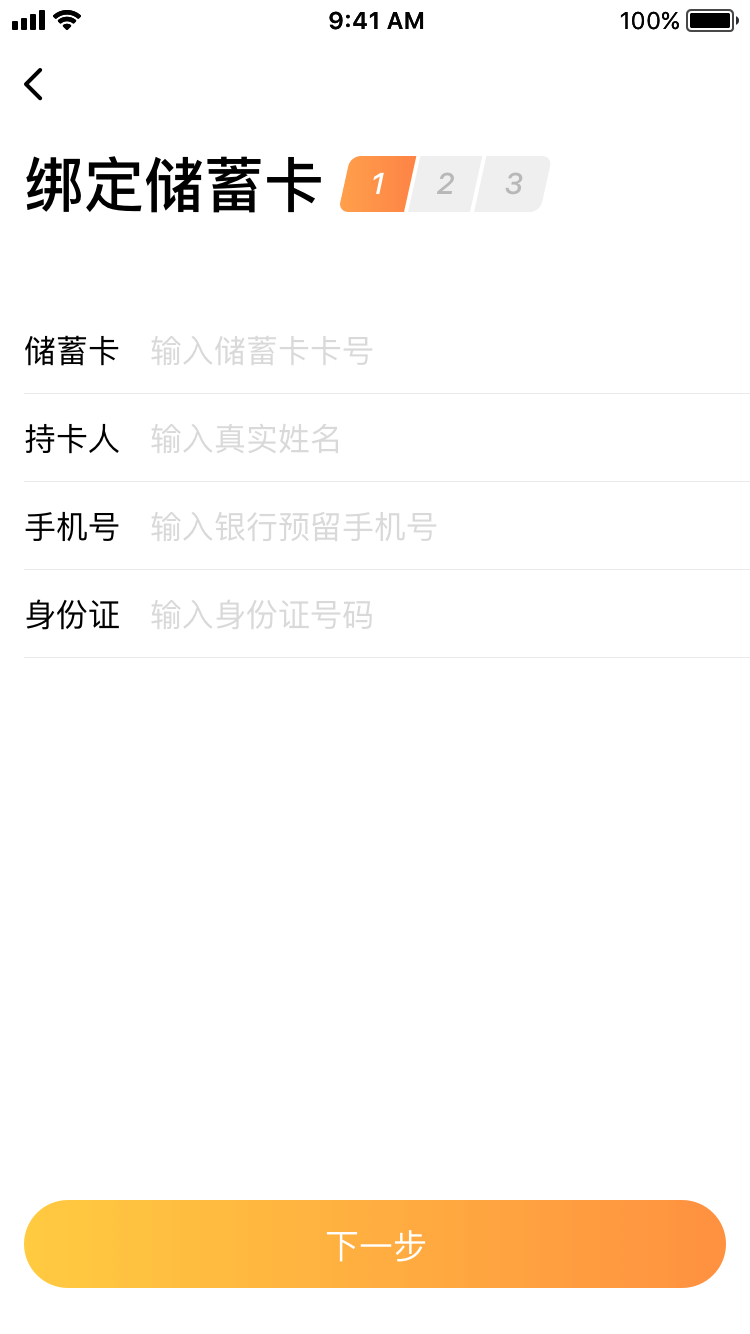 9:41 AM 100%
绑定储蓄卡 1 2 3
储蓄卡 输入储蓄卡卡号
持卡人 输入真实姓名
手机号 输入银行预留手机号
身份证 输入身份证号码
下一步